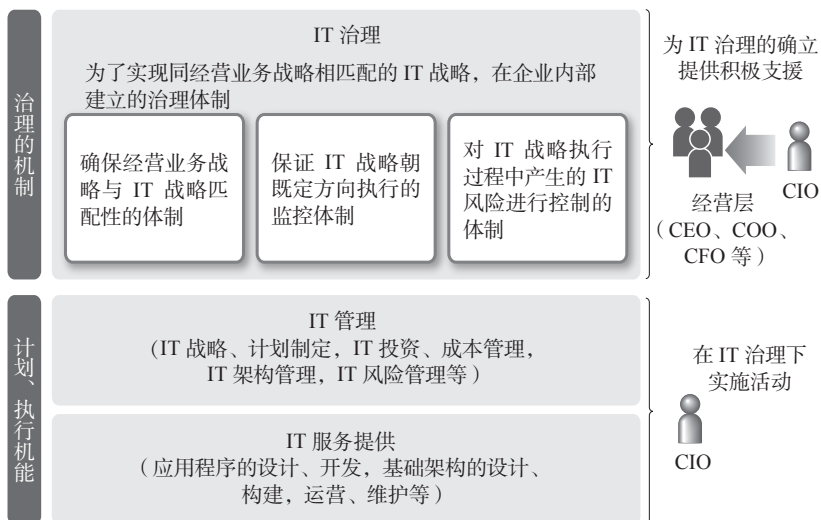 治理的机制
IT 治理
为了实现同经营业务战略相匹配的 IT 战略，在企业内部
建立的治理体制
确保经营业务战
略与 IT 战略匹
配性的体制
保证 IT 战略朝
既定方向执行的
监控体制
对 IT 战略执行
过程中产生的 IT
风险进行控制的
体制
为 IT 治理的确立
提供积极支援
CIO
经营层
（CEO、COO、
CFO 等）
计划、执行机能
IT 管理
（IT 战略、计划制定，IT 投资、成本管理，
IT 架构管理，IT 风险管理等）
IT 服务提供
（应用程序的设计、开发，基础架构的设计、
构建，运营、维护等）
在 IT 治理下
实施活动
CIO